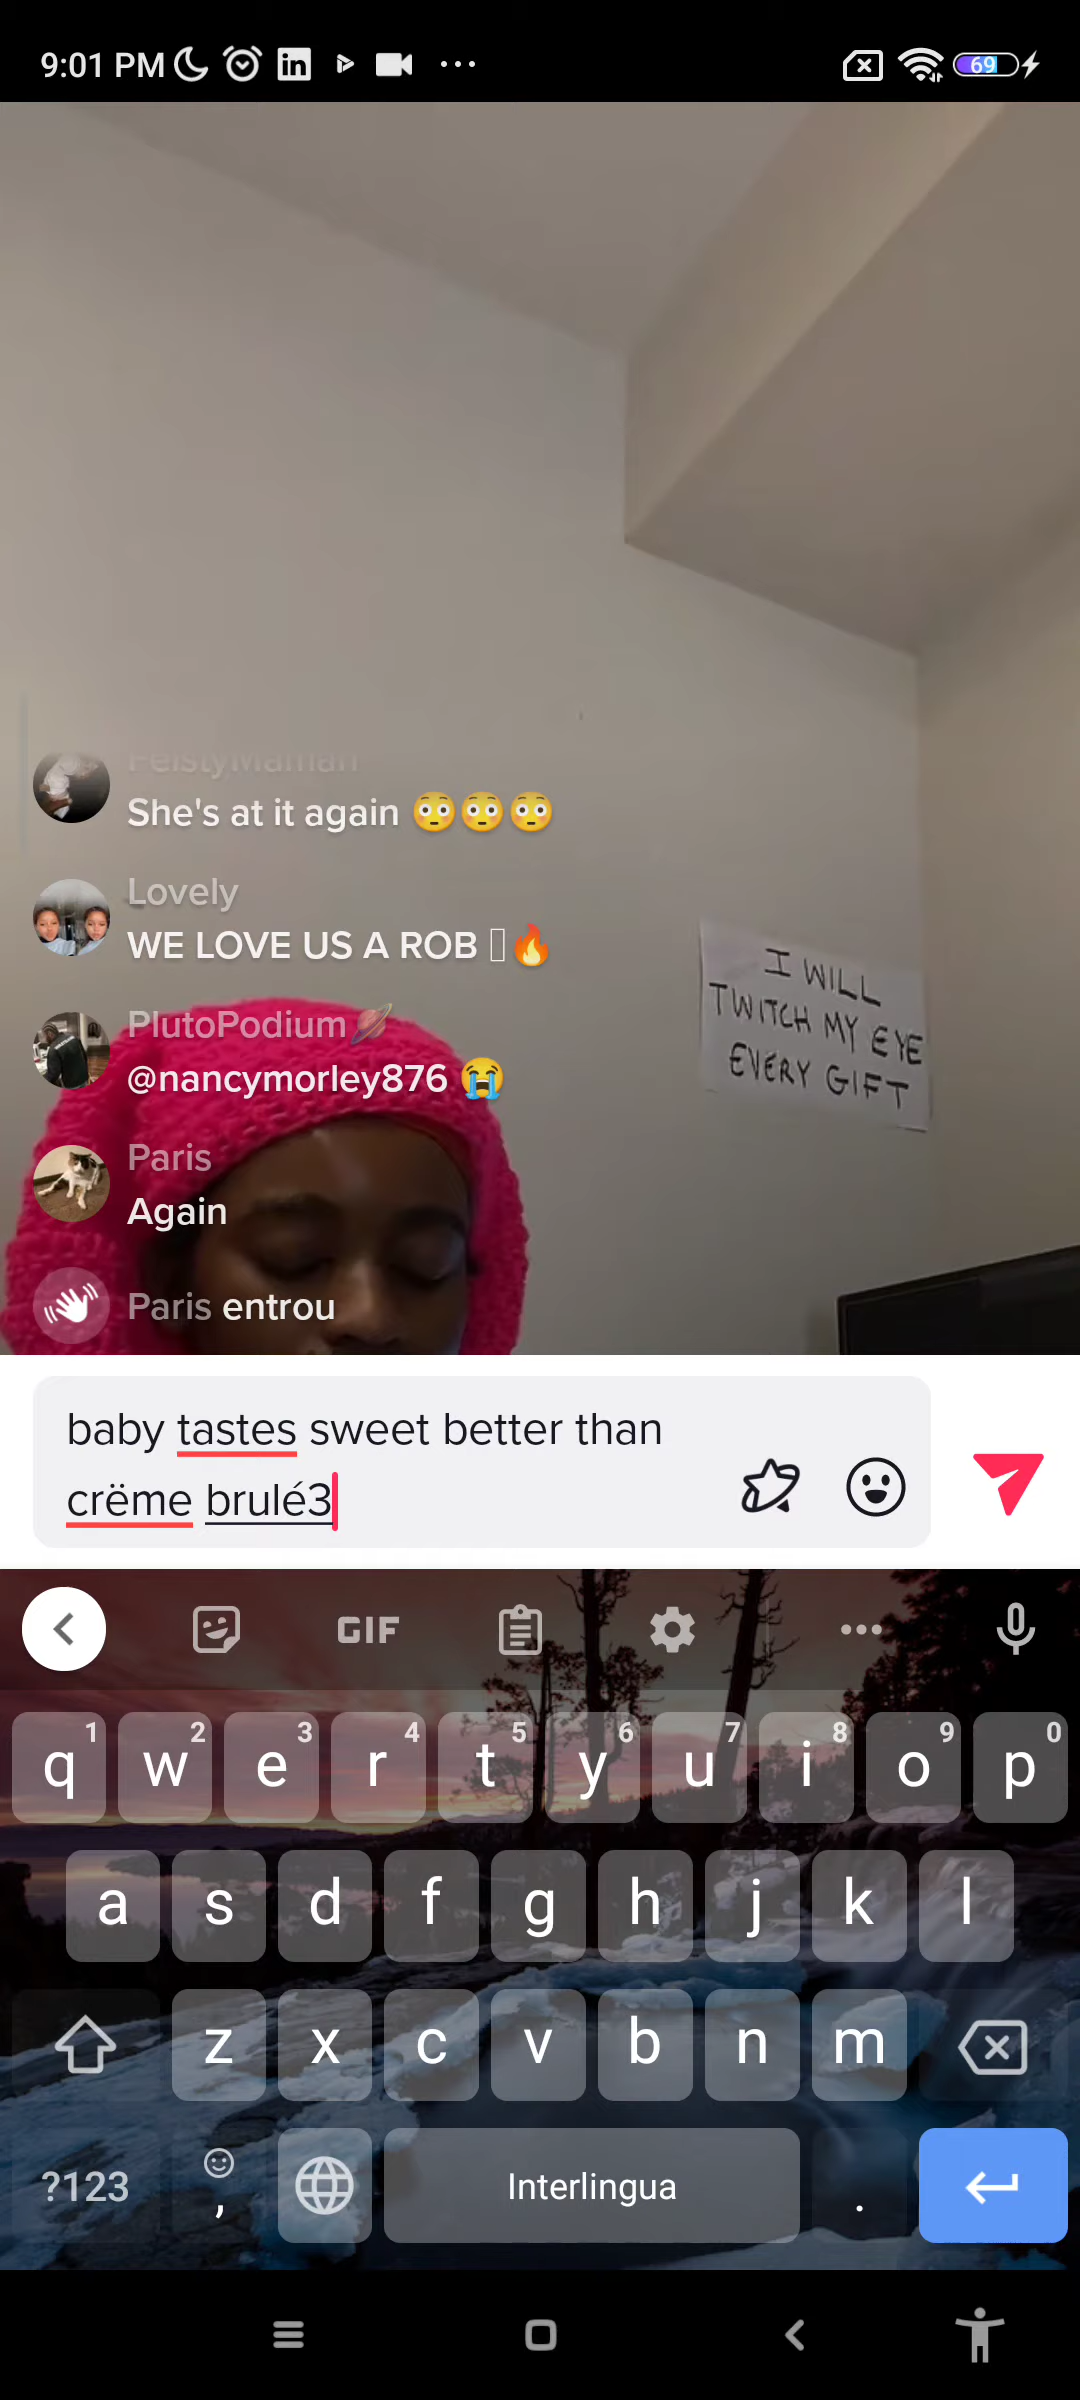 9:01 PM
69
FeistyMaman
She's at it again 😳😳😳
Lovely
WE LOVE US A ROB 🔥
PlutoPodium🪐
@nancymorley876 😭
Paris
Again
Paris entrou
I WILL
TWITCH MY EYE
EVERY GIFT
baby tastes sweet better than
crëme brulé3
GIF
1 2 3 4 5 6 7 8 9 0
q w e r t y u i o p
a s d f g h j k l
z x c v b n m
?123 , Interlingua .